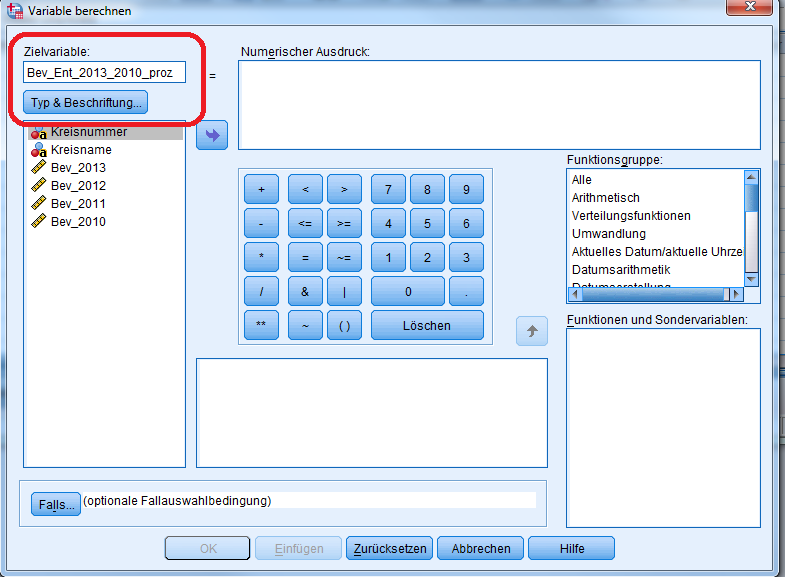 Variable berechnen
Zielvariable:
Bev_Ent_2013_2010_proz
Typ & Beschriftung...
=
Numerischer Ausdruck:
Kreisnummer
Kreisname
Bev_2013
Bev_2012
Bev_2011
Bev_2010
+ < > 7 8 9
- <= >= 4 5 6
* = ~= 1 2 3
/ & | 0 .
** ~ ( ) Löschen
Funktionsgruppe:
Alle
Arithmetisch
Verteilungsfunktionen
Umwandlung
Aktuelles Datum/aktuelle Uhrze
Datumsarithmetik
Datumserstellung
Funktionen und Sondervariablen:
Falls... (optionale Fallauswahlbedingung)
OK Einfügen Zurücksetzen Abbrechen Hilfe